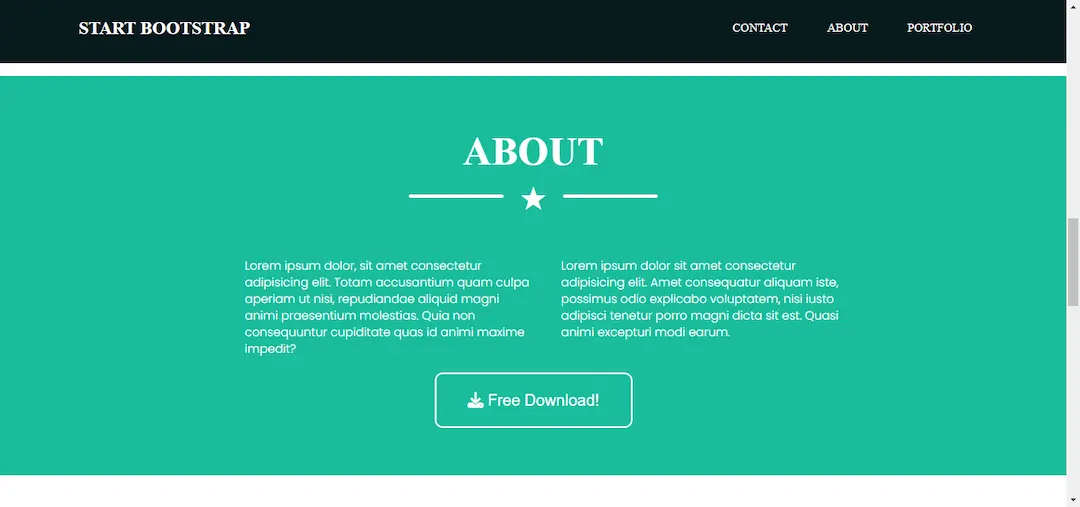 START BOOTSTRAP
CONTACT ABOUT PORTFOLIO
ABOUT
Lorem ipsum dolor, sit amet consectetur
adipisicing elit. Totam accusantium quam culpa
aperiam ut nisi, repudiandae aliquid magni
animi praesentium molestias. Quia non
consequuntur cupiditate quas id animi maxime
impedit?
Lorem ipsum dolor sit amet consectetur
adipisicing elit. Amet consequatur aliquam iste,
possimus odio explicabo voluptatem, nisi iusto
adipisci tenetur porro magni dicta sit est. Quasi
animi excepturi modi earum.
Free Download!